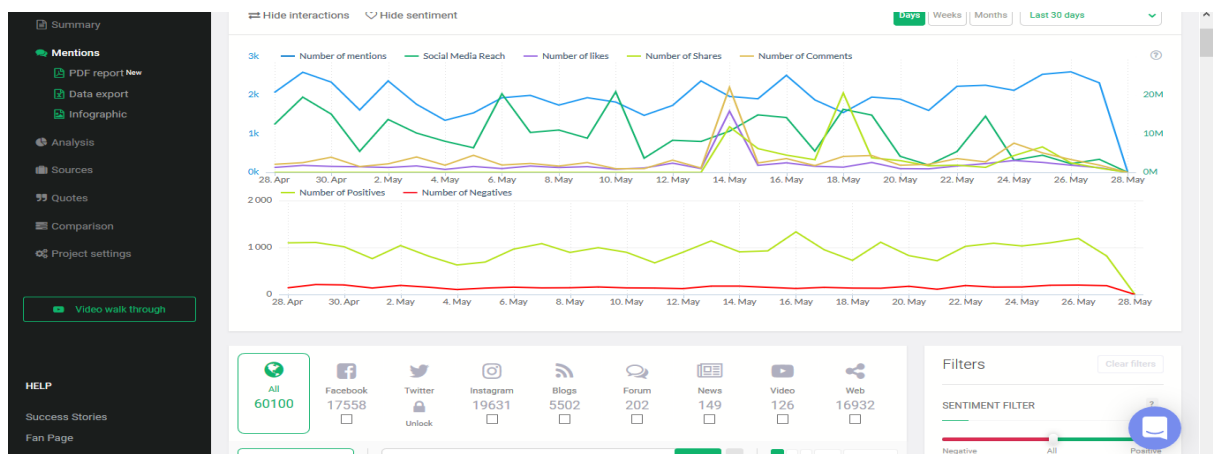 Summary
Mentions
PDF report New
Data export
Infographic
Analysis
Sources
Quotes
Comparison
Project settings
Video walk through
HELP
Success Stories
Fan Page
Hide interactions Hide sentiment
Days Weeks Months Last 30 days
Number of mentions Social Media Reach Number of likes Number of Shares Number of Comments
3k
2k 20M
1k 10M
0k 0M
28. Apr 30. Apr 2. May 4. May 6. May 8. May 10. May 12. May 14. May 16. May 18. May 20. May 22. May 24. May 26. May 28. May
Number of Positives Number of Negatives
2 000
1 000
0
28. Apr 30. Apr 2. May 4. May 6. May 8. May 10. May 12. May 14. May 16. May 18. May 20. May 22. May 24. May 26. May 28. May
All Facebook Twitter Instagram Blogs Forum News Video Web
60100 17558 Unlock 19631 5502 202 149 126 16932
Filters Clear filters
SENTIMENT FILTER ?
Negative All Positive